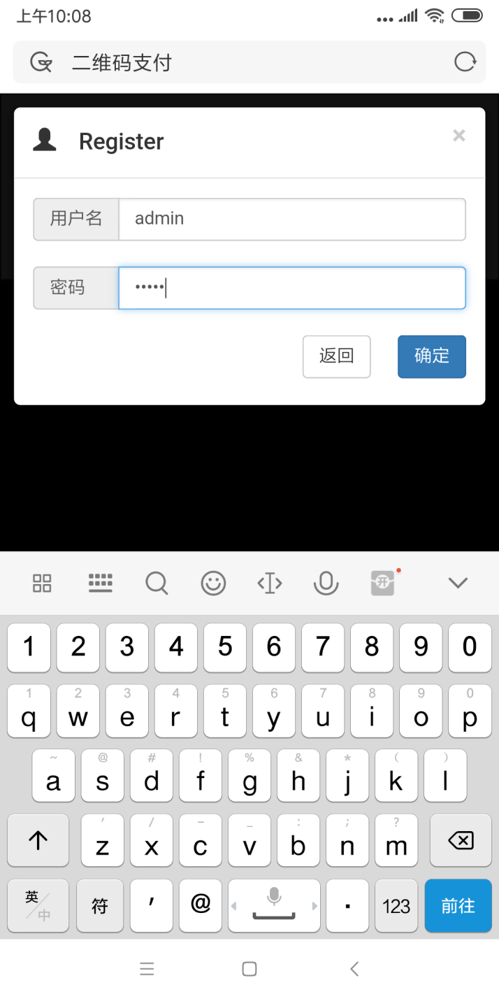 上午10:08
二维码支付
Register ×
用户名 admin
密码 •••••
返回 确定
开
1 2 3 4 5 6 7 8 9 0
1 2 3 4 5 6 7 8 9 0
q w e r t y u i o p
~ @ # ! % & * ( )
a s d f g h j k l
′ / – _ : ; ?
z x c v b n m
英/中 符 ′ @ . 123 前往